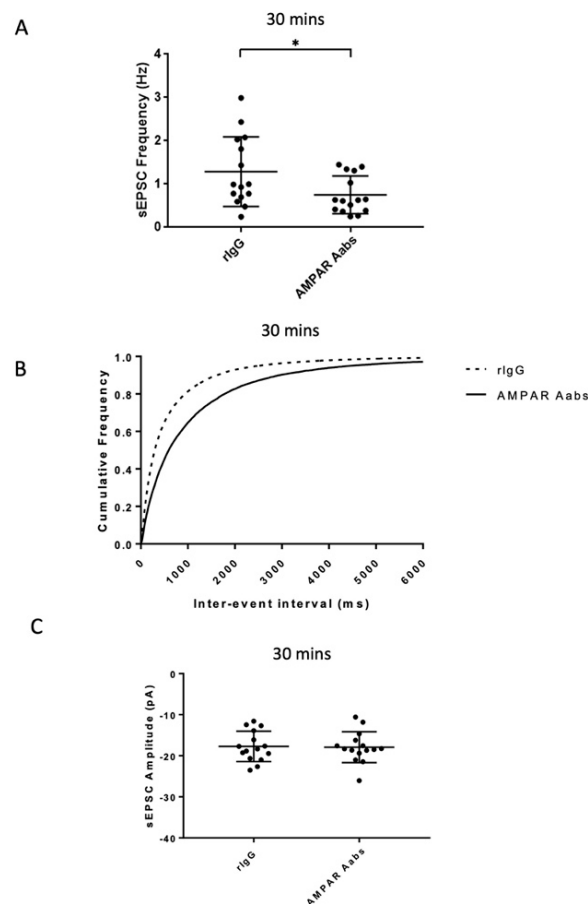 A
30 mins
*
sEPSC Frequency (Hz)
4
3
2
1
0
rIgG
AMPAR Aabs
B
30 mins
Cumulative Frequency
1.0
0.8
0.6
0.4
0.2
0.0
0
1000
2000
3000
4000
5000
6000
Inter-event interval (ms)
rIgG
AMPAR Aabs
C
30 mins
sEPSC Amplitude (pA)
0
-10
-20
-30
-40
rIgG
AMPAR Aabs